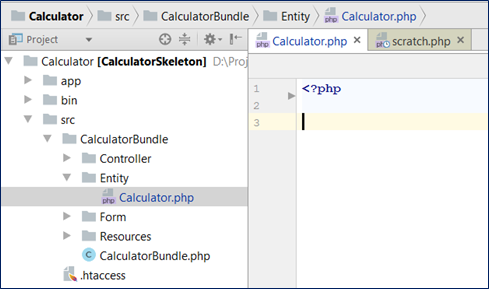 Calculator src CalculatorBundle Entity Calculator.php
Project
Calculator.php scratch.php
Calculator [CalculatorSkeleton] D:\Proj
app
bin
src
CalculatorBundle
Controller
Entity
Calculator.php
Form
Resources
CalculatorBundle.php
.htaccess
1 <?php
2
3